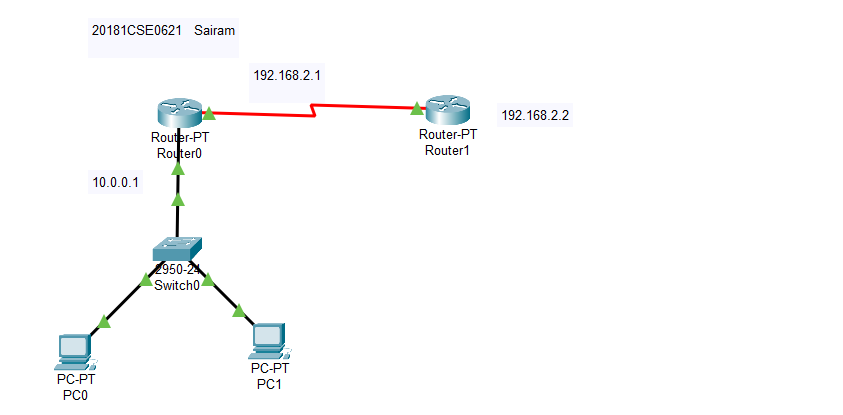 20181CSE0621 Sairam
192.168.2.1
Router-PT
Router0
Router-PT
Router1
192.168.2.2
10.0.0.1
2950-24
Switch0
PC-PT
PC0
PC-PT
PC1